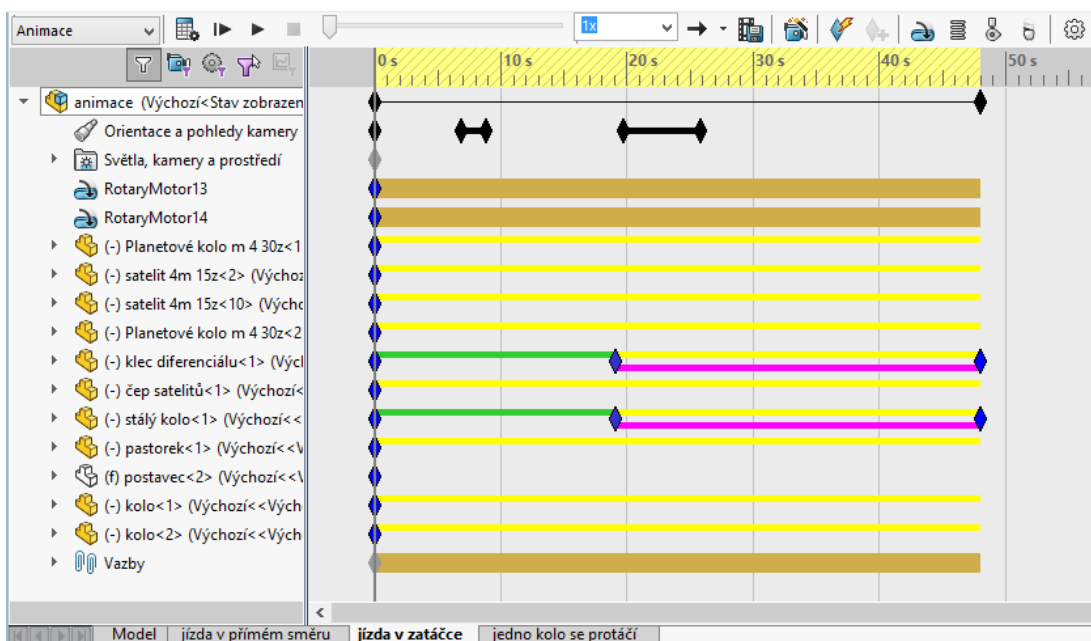 Animace
1x
0 s 10 s 20 s 30 s 40 s 50 s
animace (Výchozí<Stav zobrazen
Orientace a pohledy kamery
Světla, kamery a prostředí
RotaryMotor13
RotaryMotor14
(-) Planetové kolo m 4 30z<1
(-) satelit 4m 15z<2> (Výchoz
(-) satelit 4m 15z<10> (Výcho
(-) Planetové kolo m 4 30z<2
(-) klec diferenciálu<1> (Výcl
(-) čep satelitů<1> (Výchozí<
(-) stálý kolo<1> (Výchozí<<
(-) pastorek<1> (Výchozí<<V
(f) postavec<2> (Výchozí<<\
(-) kolo<1> (Výchozí<<Vých
(-) kolo<2> (Výchozí<<Vých
Vazby
Model jízda v přímém směru jízda v zatáčce jedno kolo se protáčí